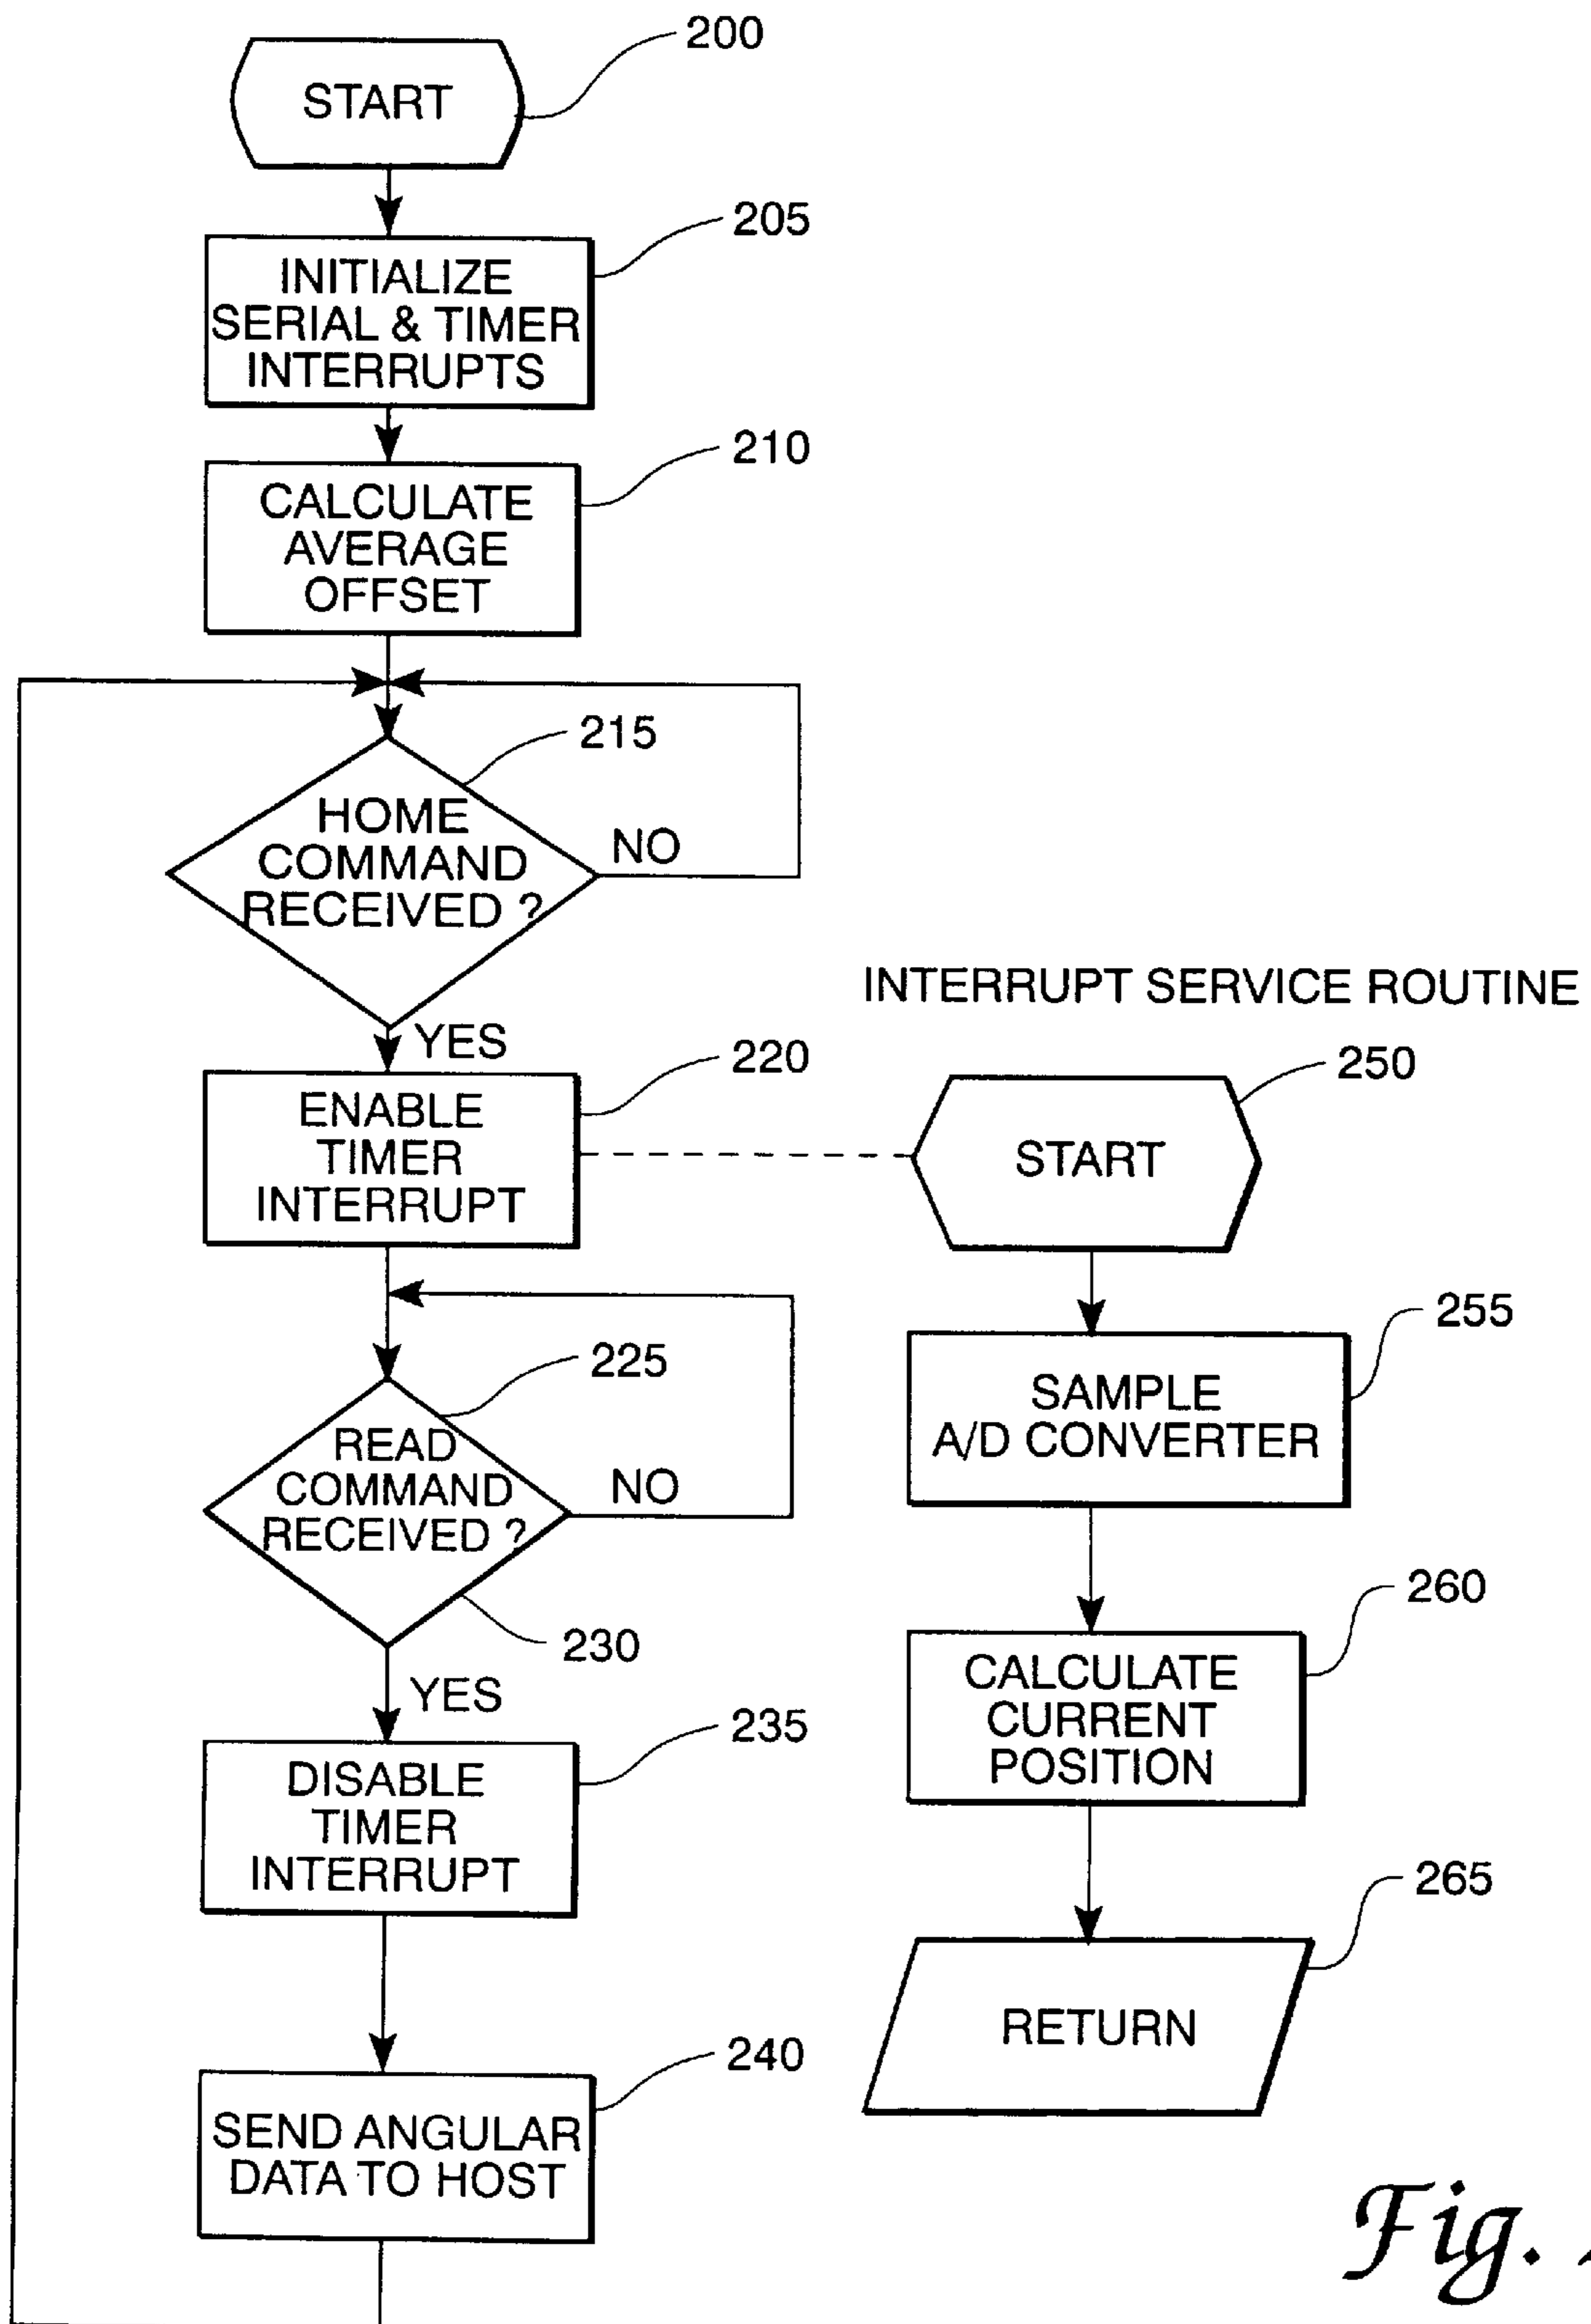 200
START
205
INITIALIZE
SERIAL & TIMER
INTERRUPTS
210
CALCULATE
AVERAGE
OFFSET
215
HOME
COMMAND
RECEIVED ?
NO
YES
220
ENABLE
TIMER
INTERRUPT
225
READ
COMMAND
RECEIVED ?
NO
230
YES
235
DISABLE
TIMER
INTERRUPT
240
SEND ANGULAR
DATA TO HOST
INTERRUPT SERVICE ROUTINE
250
START
255
SAMPLE
A/D CONVERTER
260
CALCULATE
CURRENT
POSITION
265
RETURN
Fig.